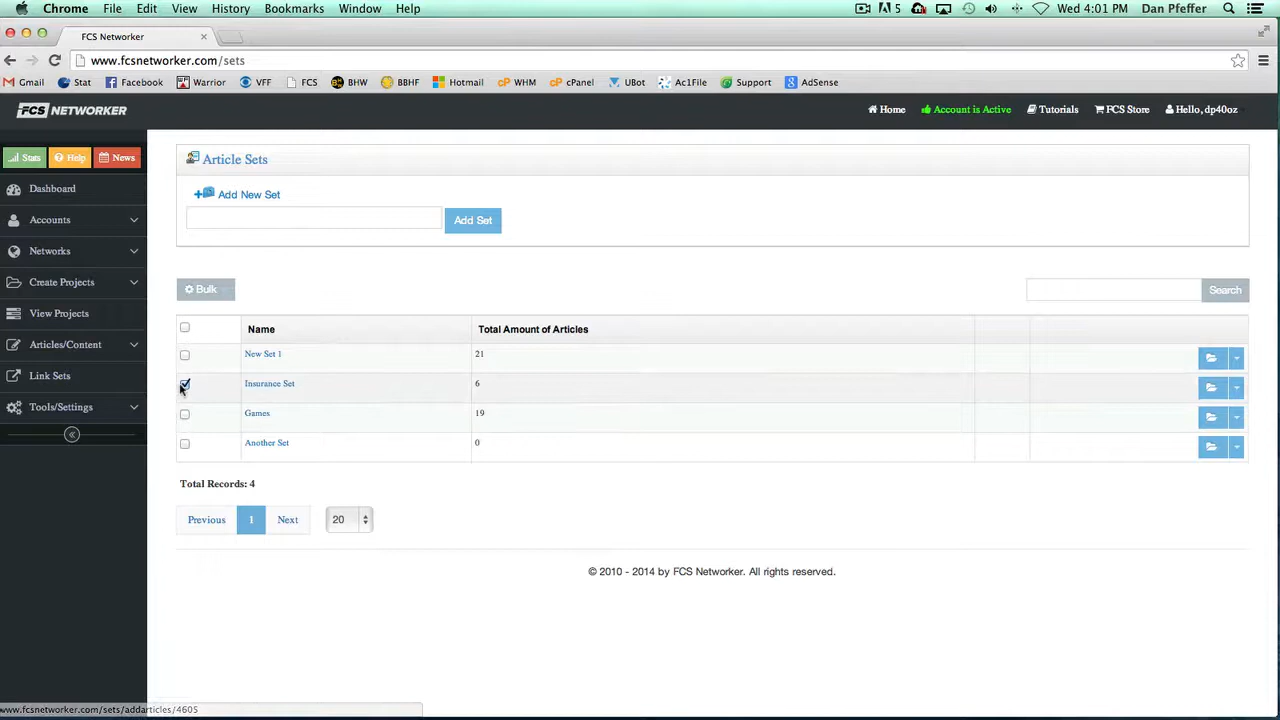 Chrome File Edit View History Bookmarks Window Help 5 Wed 4:01 PM Dan Pfeffer
FCS Networker
www.fcsnetworker.com/sets
Gmail Stat Facebook Warrior VFF FCS BHW BBHF Hotmail cP WHM cP cPanel UBot Ac1File Support AdSense
FCS NETWORKER Home Account is Active Tutorials FCS Store Hello, dp40oz
Stats Help News
Dashboard
Accounts
Networks
Create Projects
View Projects
Articles/Content
Link Sets
Tools/Settings
Article Sets
Add New Set
Add Set
Bulk Search
Name Total Amount of Articles
New Set 1 21
Insurance Set 6
Games 19
Another Set 0
Total Records: 4
Previous 1 Next 20
© 2010 - 2014 by FCS Networker. All rights reserved.
www.fcsnetworker.com/sets/addarticles/4605